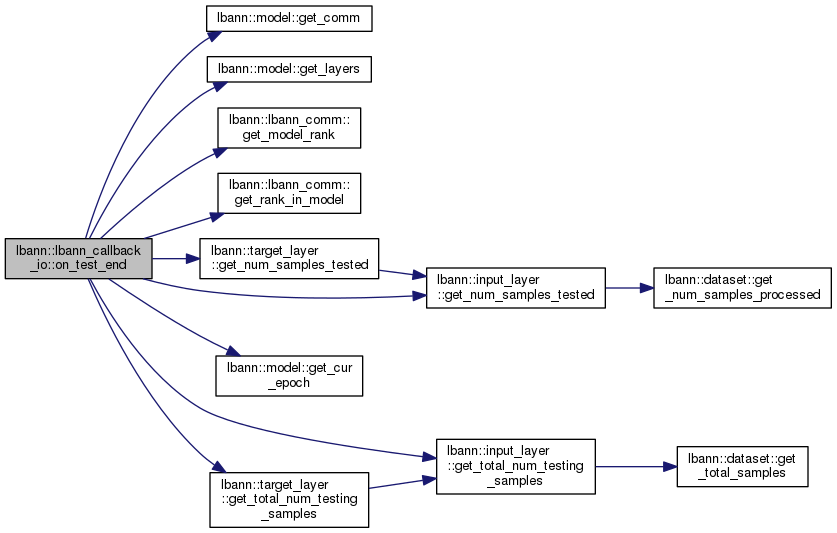 lbann::model::get_comm
lbann::model::get_layers
lbann::lbann_comm::
get_model_rank
lbann::lbann_comm::
get_rank_in_model
lbann::lbann_callback
_io::on_test_end
lbann::target_layer
::get_num_samples_tested
lbann::input_layer
::get_num_samples_tested
lbann::dataset::get
_num_samples_processed
lbann::model::get_cur
_epoch
lbann::input_layer
::get_total_num_testing
_samples
lbann::dataset::get
_total_samples
lbann::target_layer
::get_total_num_testing
_samples